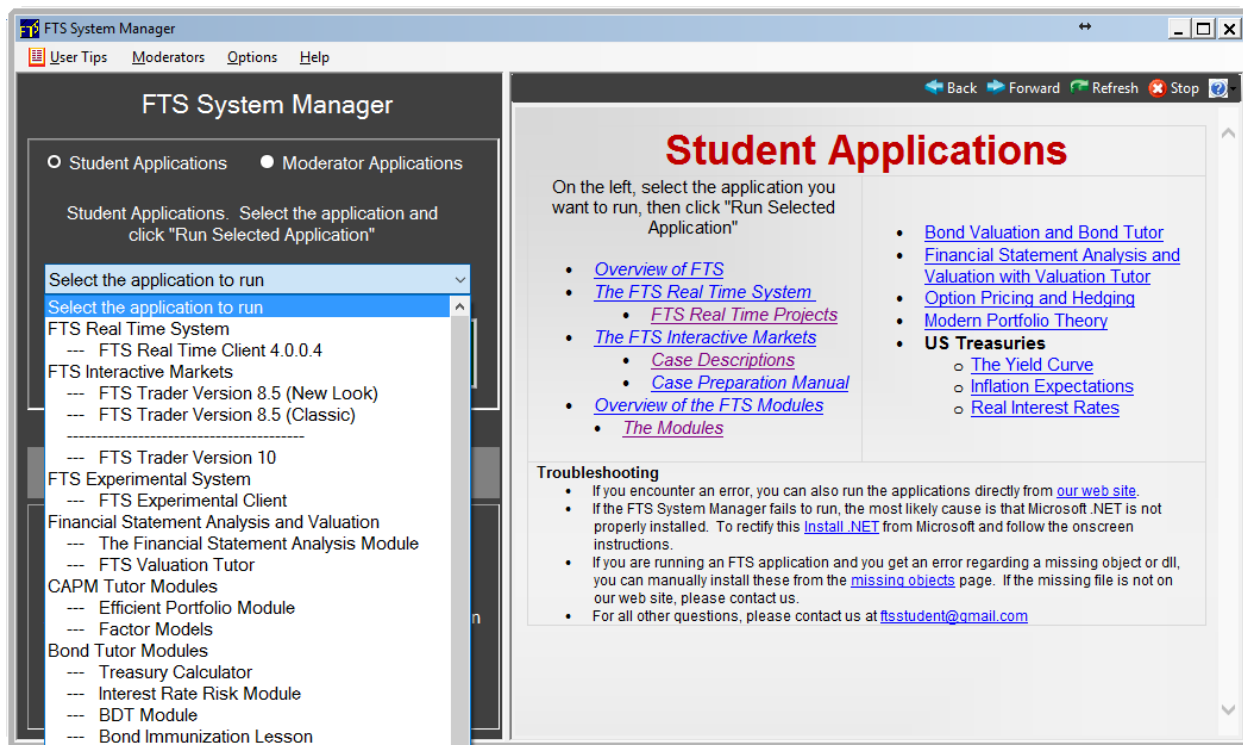 FTS System Manager
User Tips Moderators Options Help
FTS System Manager
Student Applications Moderator Applications
Student Applications. Select the application and
click "Run Selected Application"
Select the application to run
Select the application to run
FTS Real Time System
--- FTS Real Time Client 4.0.0.4
FTS Interactive Markets
--- FTS Trader Version 8.5 (New Look)
--- FTS Trader Version 8.5 (Classic)
----------------------------------------
--- FTS Trader Version 10
FTS Experimental System
--- FTS Experimental Client
Financial Statement Analysis and Valuation
--- The Financial Statement Analysis Module
--- FTS Valuation Tutor
CAPM Tutor Modules
--- Efficient Portfolio Module
--- Factor Models
Bond Tutor Modules
--- Treasury Calculator
--- Interest Rate Risk Module
--- BDT Module
--- Bond Immunization Lesson
n
Back Forward Refresh Stop
Student Applications
On the left, select the application you
want to run, then click "Run Selected
Application"
• Overview of FTS
• The FTS Real Time System
• FTS Real Time Projects
• The FTS Interactive Markets
• Case Descriptions
• Case Preparation Manual
• Overview of the FTS Modules
• The Modules
• Bond Valuation and Bond Tutor
• Financial Statement Analysis and
Valuation with Valuation Tutor
• Option Pricing and Hedging
• Modern Portfolio Theory
• US Treasuries
o The Yield Curve
o Inflation Expectations
o Real Interest Rates
Troubleshooting
• If you encounter an error, you can also run the applications directly from our web site.
• If the FTS System Manager fails to run, the most likely cause is that Microsoft .NET is not
properly installed. To rectify this Install .NET from Microsoft and follow the onscreen
instructions.
• If you are running an FTS application and you get an error regarding a missing object or dll,
you can manually install these from the missing objects page. If the missing file is not on
our web site, please contact us.
• For all other questions, please contact us at ftsstudent@gmail.com